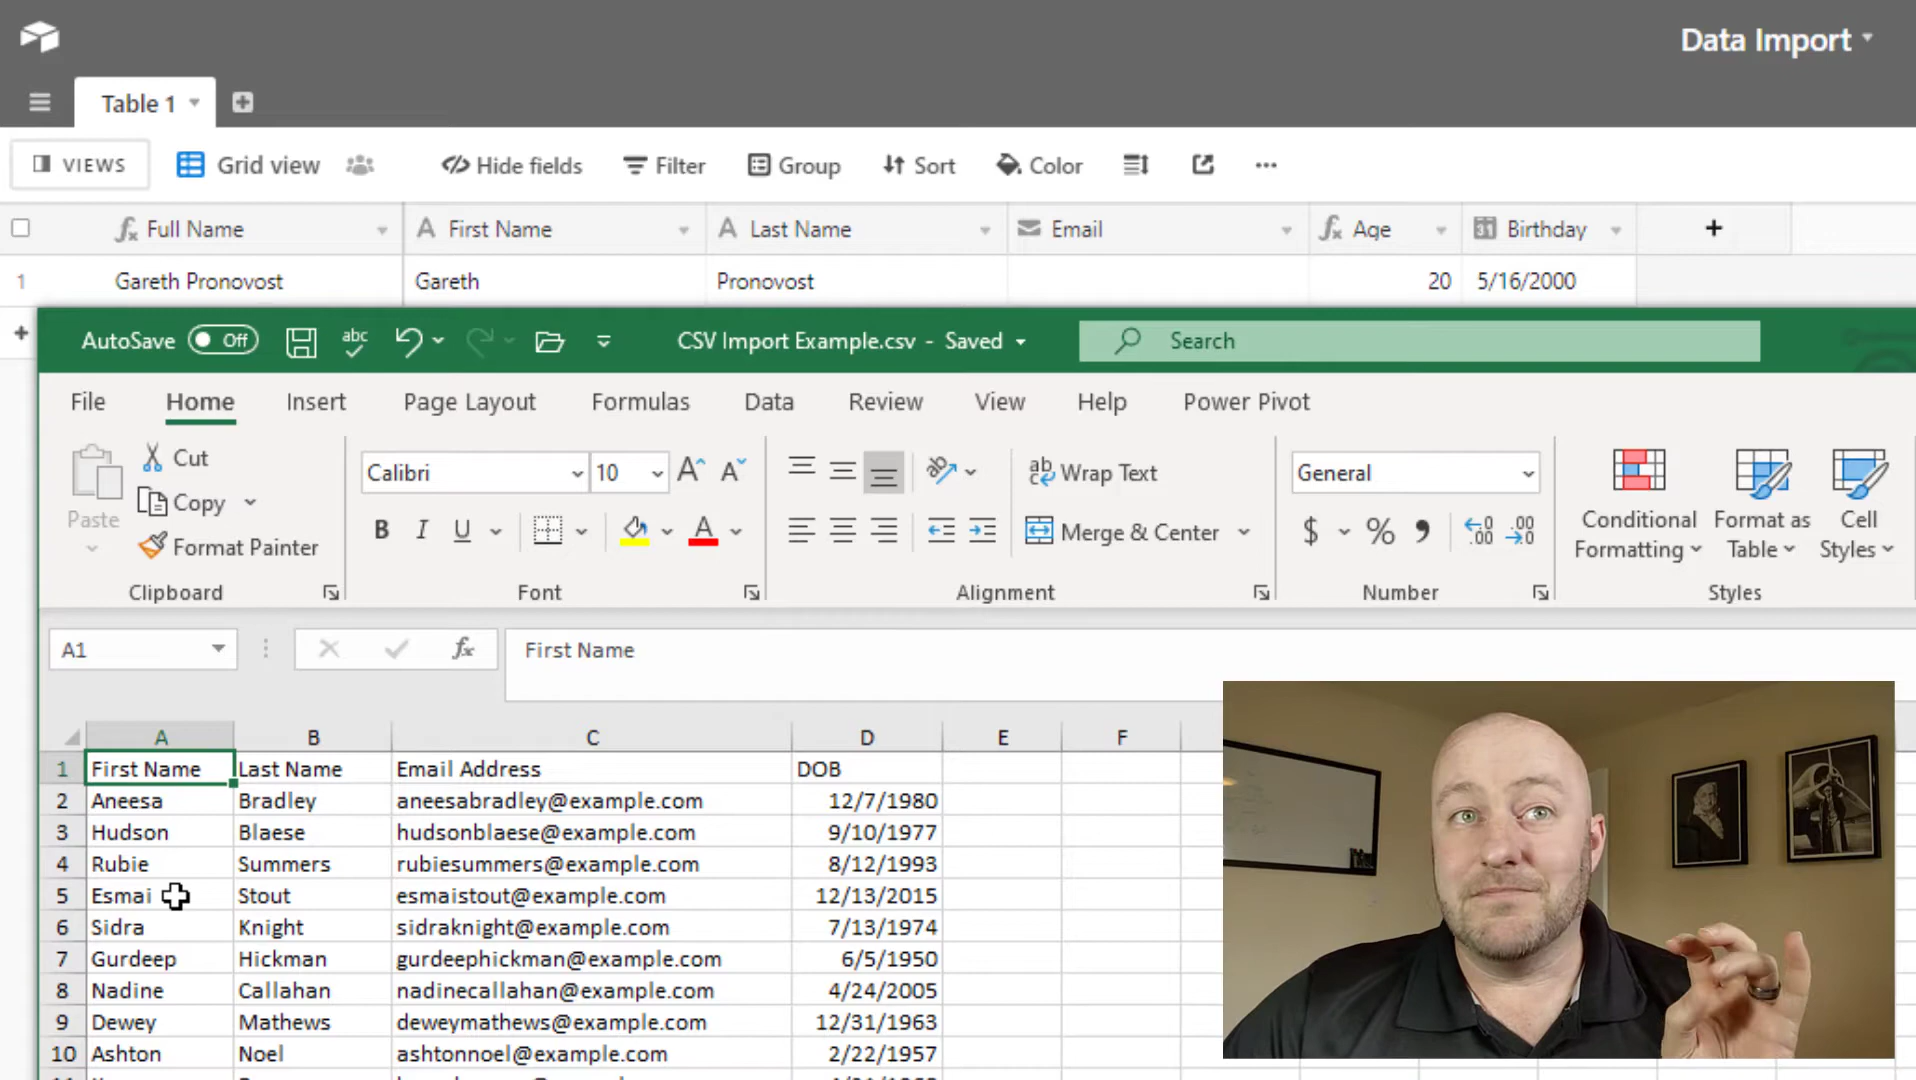 Data Import
Table 1
VIEWS Grid view Hide fields Filter Group Sort Color
Full Name First Name Last Name Email Age 31 Birthday
1 Gareth Pronovost Gareth Pronovost 20 5/16/2000
AutoSave Off abc CSV Import Example.csv - Saved Search
File Home Insert Page Layout Formulas Data Review View Help Power Pivot
Paste
Cut
Copy
Format Painter
Clipboard
Calibri 10
B I U A
Font
ab Wrap Text
Merge & Center
Alignment
General
$ % , .00 .00
Number
Conditional Formatting
Format as Table
Cell Styles
Styles
A1 fx First Name
A B C D E F
1 First Name Last Name Email Address DOB
2 Aneesa Bradley aneesabradley@example.com 12/7/1980
3 Hudson Blaese hudsonblaese@example.com 9/10/1977
4 Rubie Summers rubiesummers@example.com 8/12/1993
5 Esmai Stout esmaistout@example.com 12/13/2015
6 Sidra Knight sidraknight@example.com 7/13/1974
7 Gurdeep Hickman gurdeephickman@example.com 6/5/1950
8 Nadine Callahan nadinecallahan@example.com 4/24/2005
9 Dewey Mathews deweymathews@example.com 12/31/1963
10 Ashton Noel ashtonnoel@example.com 2/22/1957